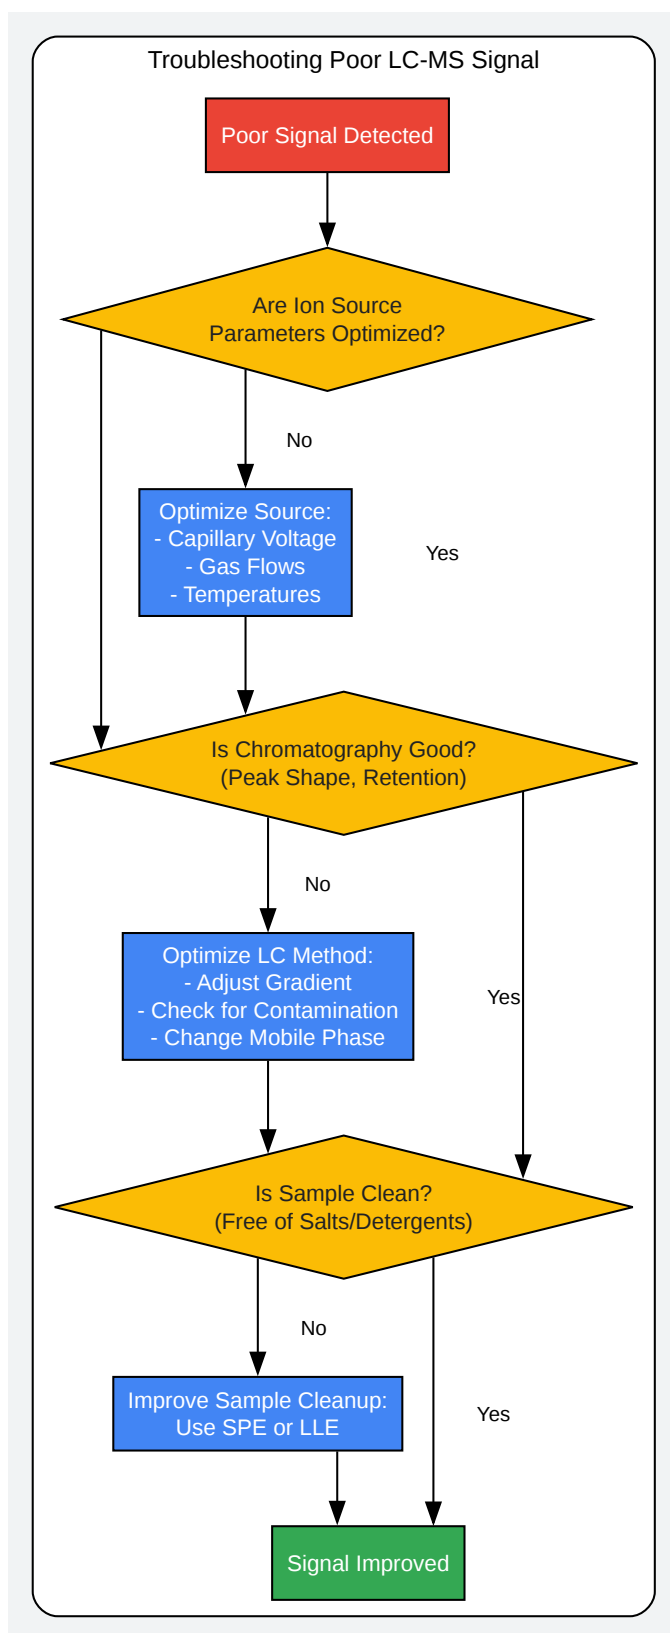 Troubleshooting Poor LC-MS Signal
Poor Signal Detected
Are Ion Source
Parameters Optimized?
No
Optimize Source:
- Capillary Voltage
- Gas Flows
- Temperatures
Yes
Is Chromatography Good?
(Peak Shape, Retention)
No
Optimize LC Method:
- Adjust Gradient
- Check for Contamination
- Change Mobile Phase
Yes
Is Sample Clean?
(Free of Salts/Detergents)
No
Improve Sample Cleanup:
Use SPE or LLE
Yes
Signal Improved